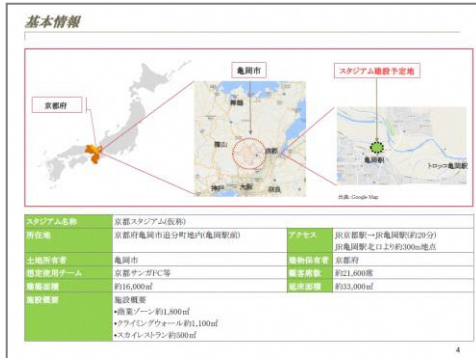 基本情報
亀岡市
スタジアム建設予定地
京都府
舞鶴
篠山
京都
亀岡駅
トロッコ亀岡駅
神戸
大阪
奈良
出典: Google Map
スタジアム名称 京都スタジアム(仮称)
所在地 京都府亀岡市追分町地内(亀岡駅前) アクセス JR京都駅→JR亀岡駅(約20分)
JR亀岡駅北口より約300m地点
土地所有者 亀岡市 建物保有者 京都府
想定使用チーム 京都サンガFC等 観客席数 約21,600席
建築面積 約16,000㎡ 延床面積 約33,000㎡
施設概要 施設概要
•商業ゾーン約1,800㎡
•クライミングウォール約1,100㎡
•スカイレストラン約500㎡
4